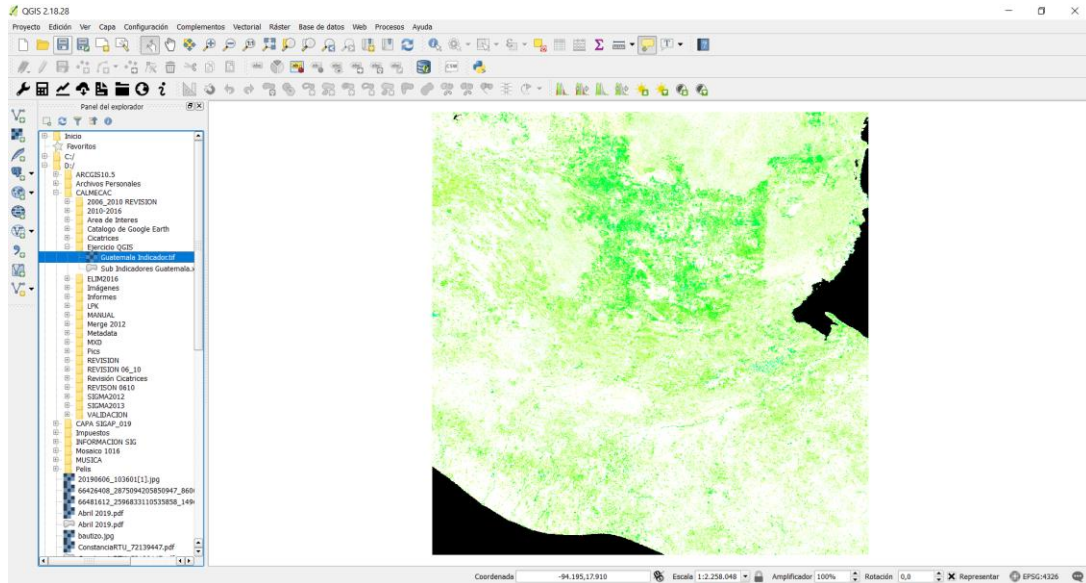 QGIS 2.18.28
Proyecto Edición Ver Capa Configuración Complementos Vectorial Ráster Base de datos Web Procesos Ayuda
Panel del explorador
Inicio
Favoritos
C:/
D:/
ARCGIS10.5
Archivos Personales
CALMECAC
2006_2010 REVISION
2010-2016
Area de Interes
Catalogo de Google Earth
Cicatrices
Ejercicio QGIS
Guatemala Indicador.tif
Sub Indicadores Guatemala.
ELIM2016
Imágenes
Informes
LPK
MANUAL
Merge 2012
Metadata
MXD
Pics
REVISION
REVISION 06_10
Revisión Cicatrices
REVISON 0610
SIGMA2012
SIGMA2013
VALIDACION
CAPA SIGAP_019
Impuestos
INFORMACION SIG
Mosaico 1016
MUSICA
Pelis
20190606_103601[1].jpg
66426408_2875094205850947_860
66481612_2596833110535858_149
Abril 2019.pdf
Abril 2019.pdf
bautizo.jpg
ConstanciaRTU_72139447.pdf
Coordenada -94.195,17.910 Escala 1:2.258.048 Amplificador 100% Rotación 0,0 Representar EPSG:4326